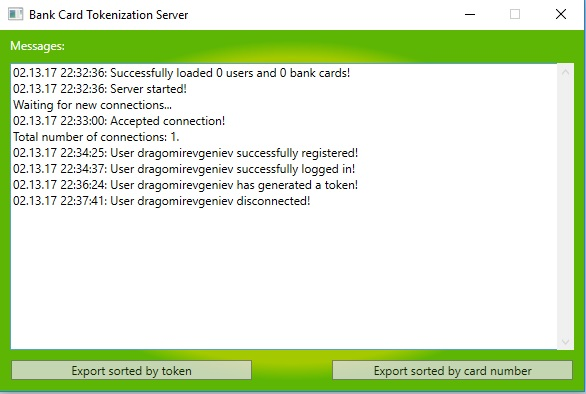 Bank Card Tokenization Server
Messages:
02.13.17 22:32:36: Successfully loaded 0 users and 0 bank cards!
02.13.17 22:32:36: Server started!
Waiting for new connections...
02.13.17 22:33:00: Accepted connection!
Total number of connections: 1.
02.13.17 22:34:25: User dragomirevgeniev successfully registered!
02.13.17 22:34:37: User dragomirevgeniev successfully logged in!
02.13.17 22:36:24: User dragomirevgeniev has generated a token!
02.13.17 22:37:41: User dragomirevgeniev disconnected!
Export sorted by token
Export sorted by card number